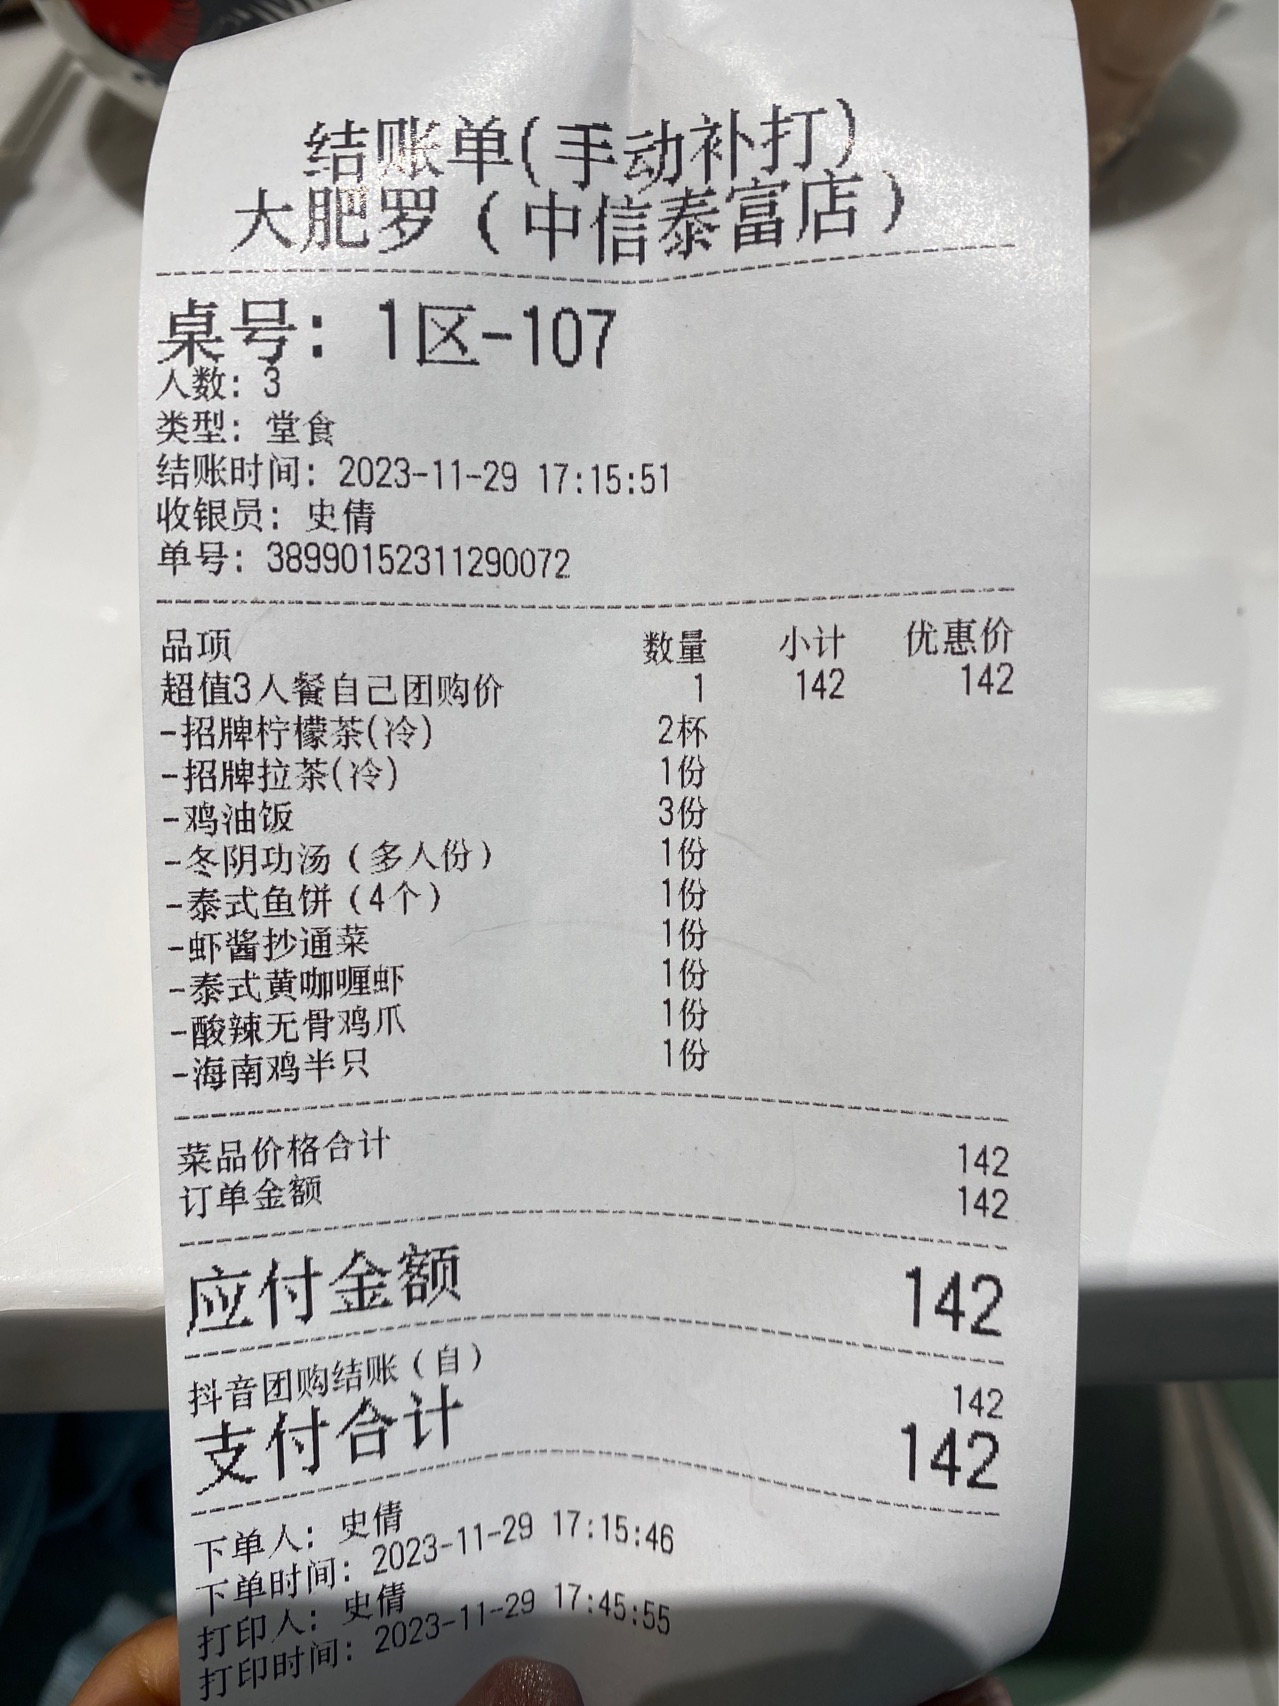 结账单(手动补打)
大肥罗（中信泰富店）
桌号：1区-107
人数：3
类型：堂食
结账时间：2023-11-29 17:15:51
收银员：史倩
单号：38990152311290072
品项 数量 小计 优惠价
超值3人餐自己团购价 1 142 142
-招牌柠檬茶(冷) 2杯
-招牌拉茶(冷) 1份
-鸡油饭 3份
-冬阴功汤（多人份） 1份
-泰式鱼饼（4个） 1份
-虾酱抄通菜 1份
-泰式黄咖喱虾 1份
-酸辣无骨鸡爪 1份
-海南鸡半只 1份
菜品价格合计 142
订单金额 142
应付金额 142
抖音团购结账（自） 142
支付合计 142
下单人：史倩
下单时间：2023-11-29 17:15:46
打印人：史倩
打印时间：2023-11-29 17:45:55